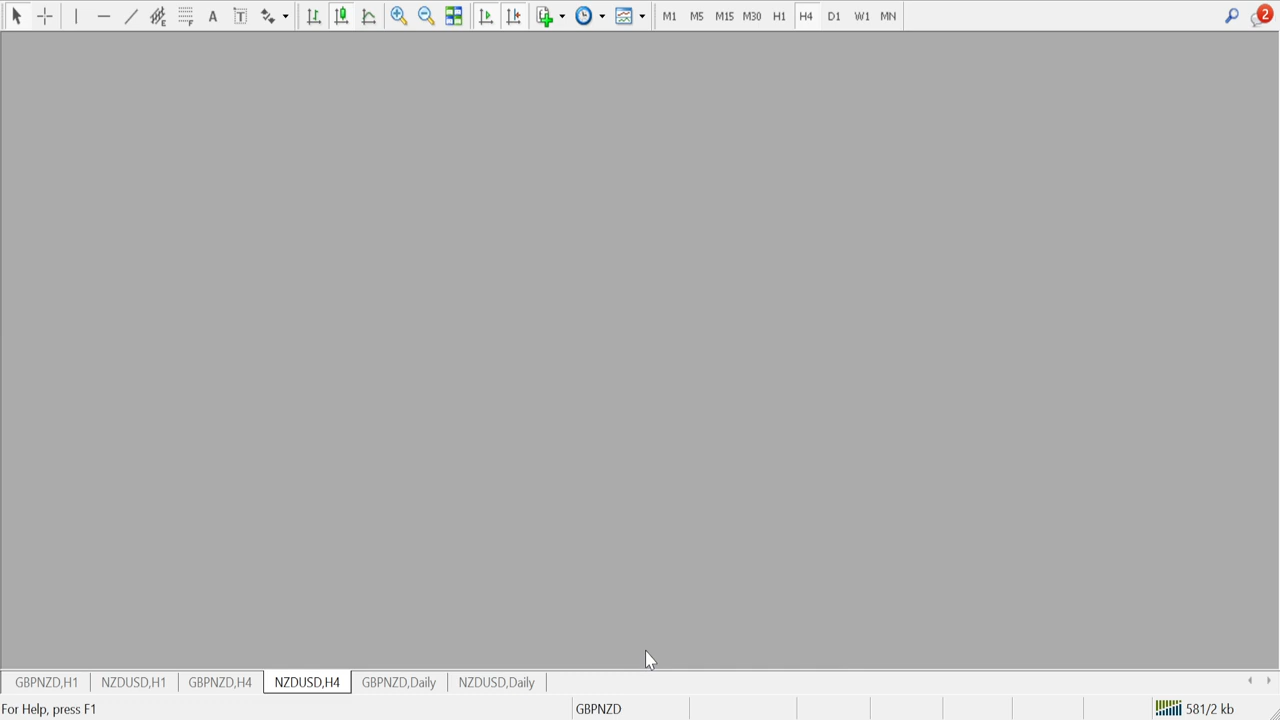 A T M1 M5 M15 M30 H1 H4 D1 W1 MN 2
GBPNZD,H1 NZDUSD,H1 GBPNZD,H4 NZDUSD,H4 GBPNZD,Daily NZDUSD,Daily
For Help, press F1 GBPNZD 581/2 kb